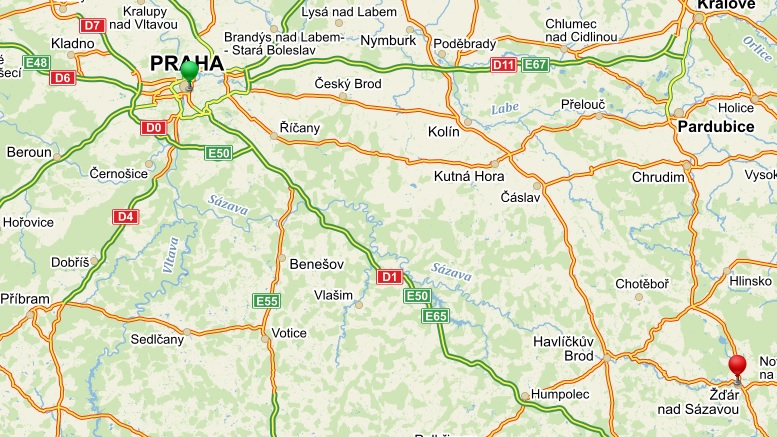 Kralupy
nad Vltavou
D7
Lysá nad Labem
Králové
Brandýs nad Labem-
- Stará Boleslav
Nymburk
Poděbrady
Chlumec
nad Cidlinou
Kladno
E48
D6
PRAHA
D11
E67
Orlice
Český Brod
Labe
Přelouč
Holice
D0
Říčany
Kolín
Pardubice
Beroun
E50
Černošice
Kutná Hora
Chrudim
Čáslav
Sázava
D4
Hořovice
Vltava
Dobříš
Benešov
Sázava
D1
Chotěboř
Hlinsko
Příbram
Vlašim
E50
E55
E65
Sedlčany
Votice
Havlíčkův
Brod
Žďár
nad Sázavou
Humpolec